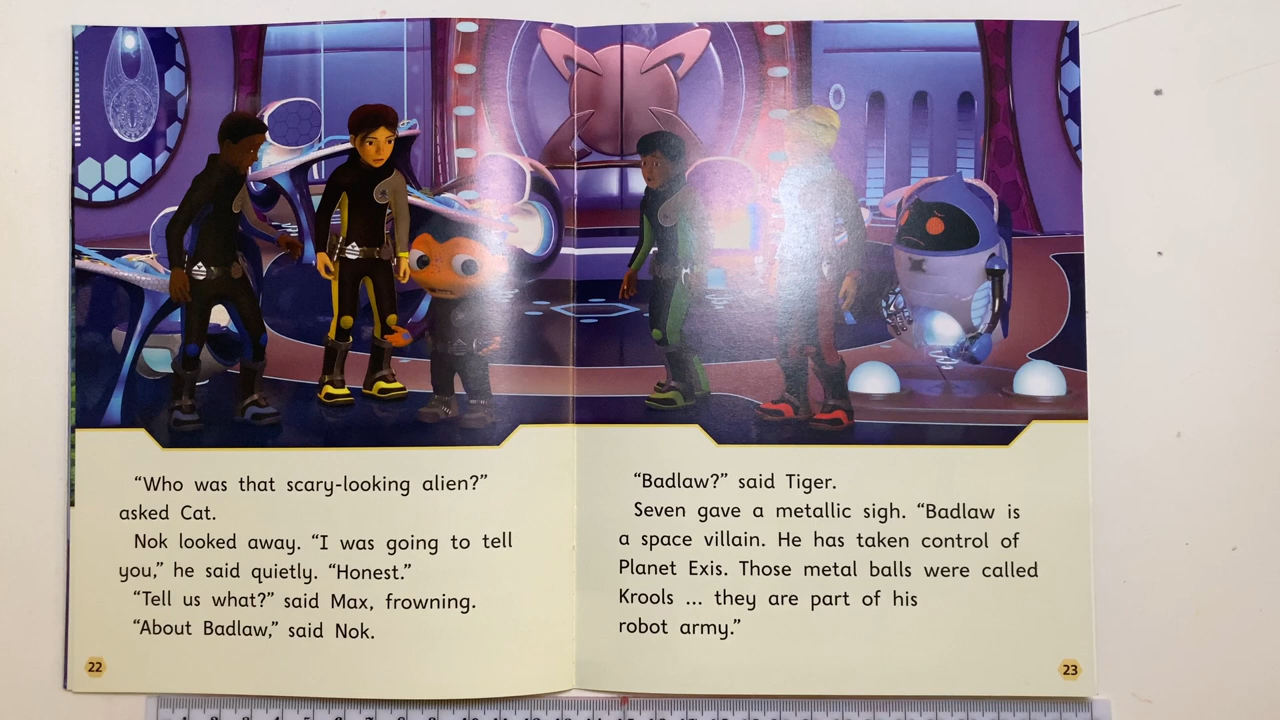 “Who was that scary-looking alien?”
asked Cat.
Nok looked away. “I was going to tell
you,” he said quietly. “Honest.”
“Tell us what?” said Max, frowning.
“About Badlaw,” said Nok.
22
“Badlaw?” said Tiger.
Seven gave a metallic sigh. “Badlaw is
a space villain. He has taken control of
Planet Exis. Those metal balls were called
Krools ... they are part of his
robot army.”
23